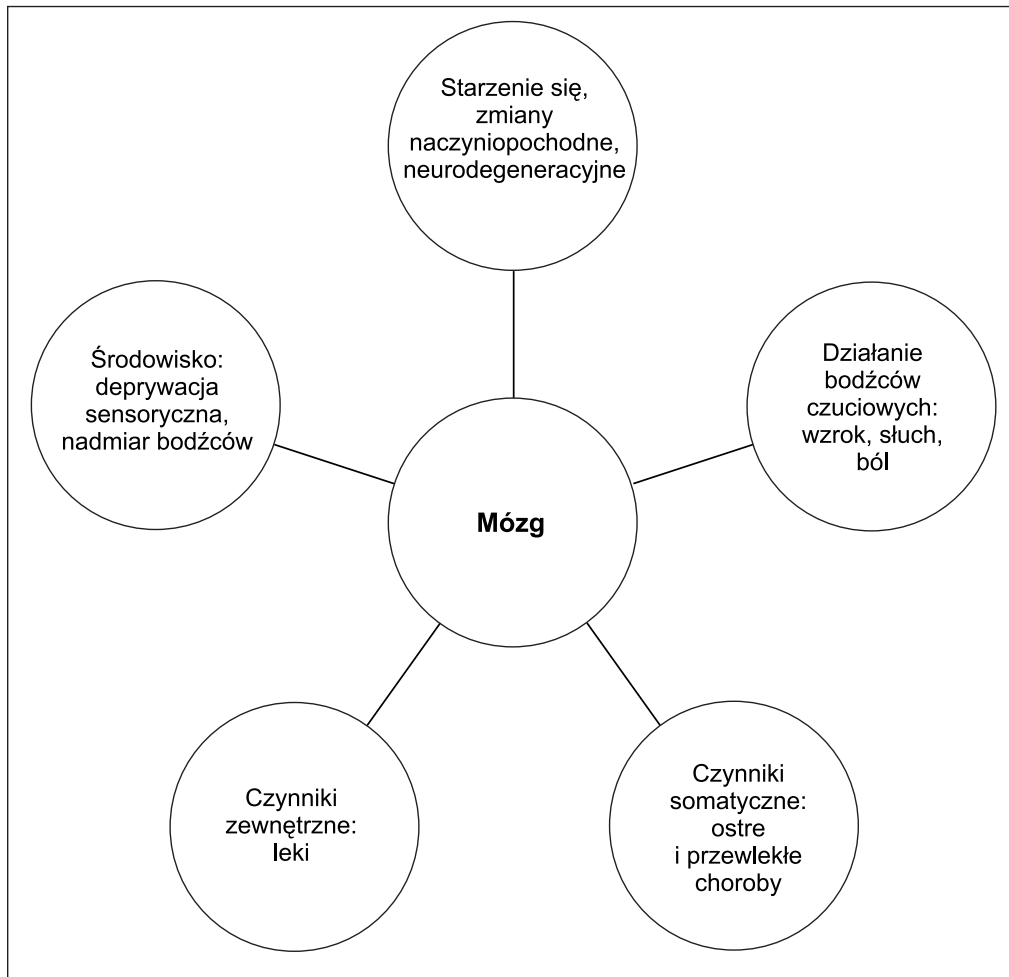 Starzenie się,
zmiany
naczyniopochodne,
neurodegeneracyjne
Środowisko:
deprywacja
sensoryczna,
nadmiar bodźców
Działanie
bodźców
czuciowych:
wzrok, słuch,
ból
Mózg
Czynniki
zewnętrzne:
leki
Czynniki
somatyczne:
ostre
i przewlekłe
choroby